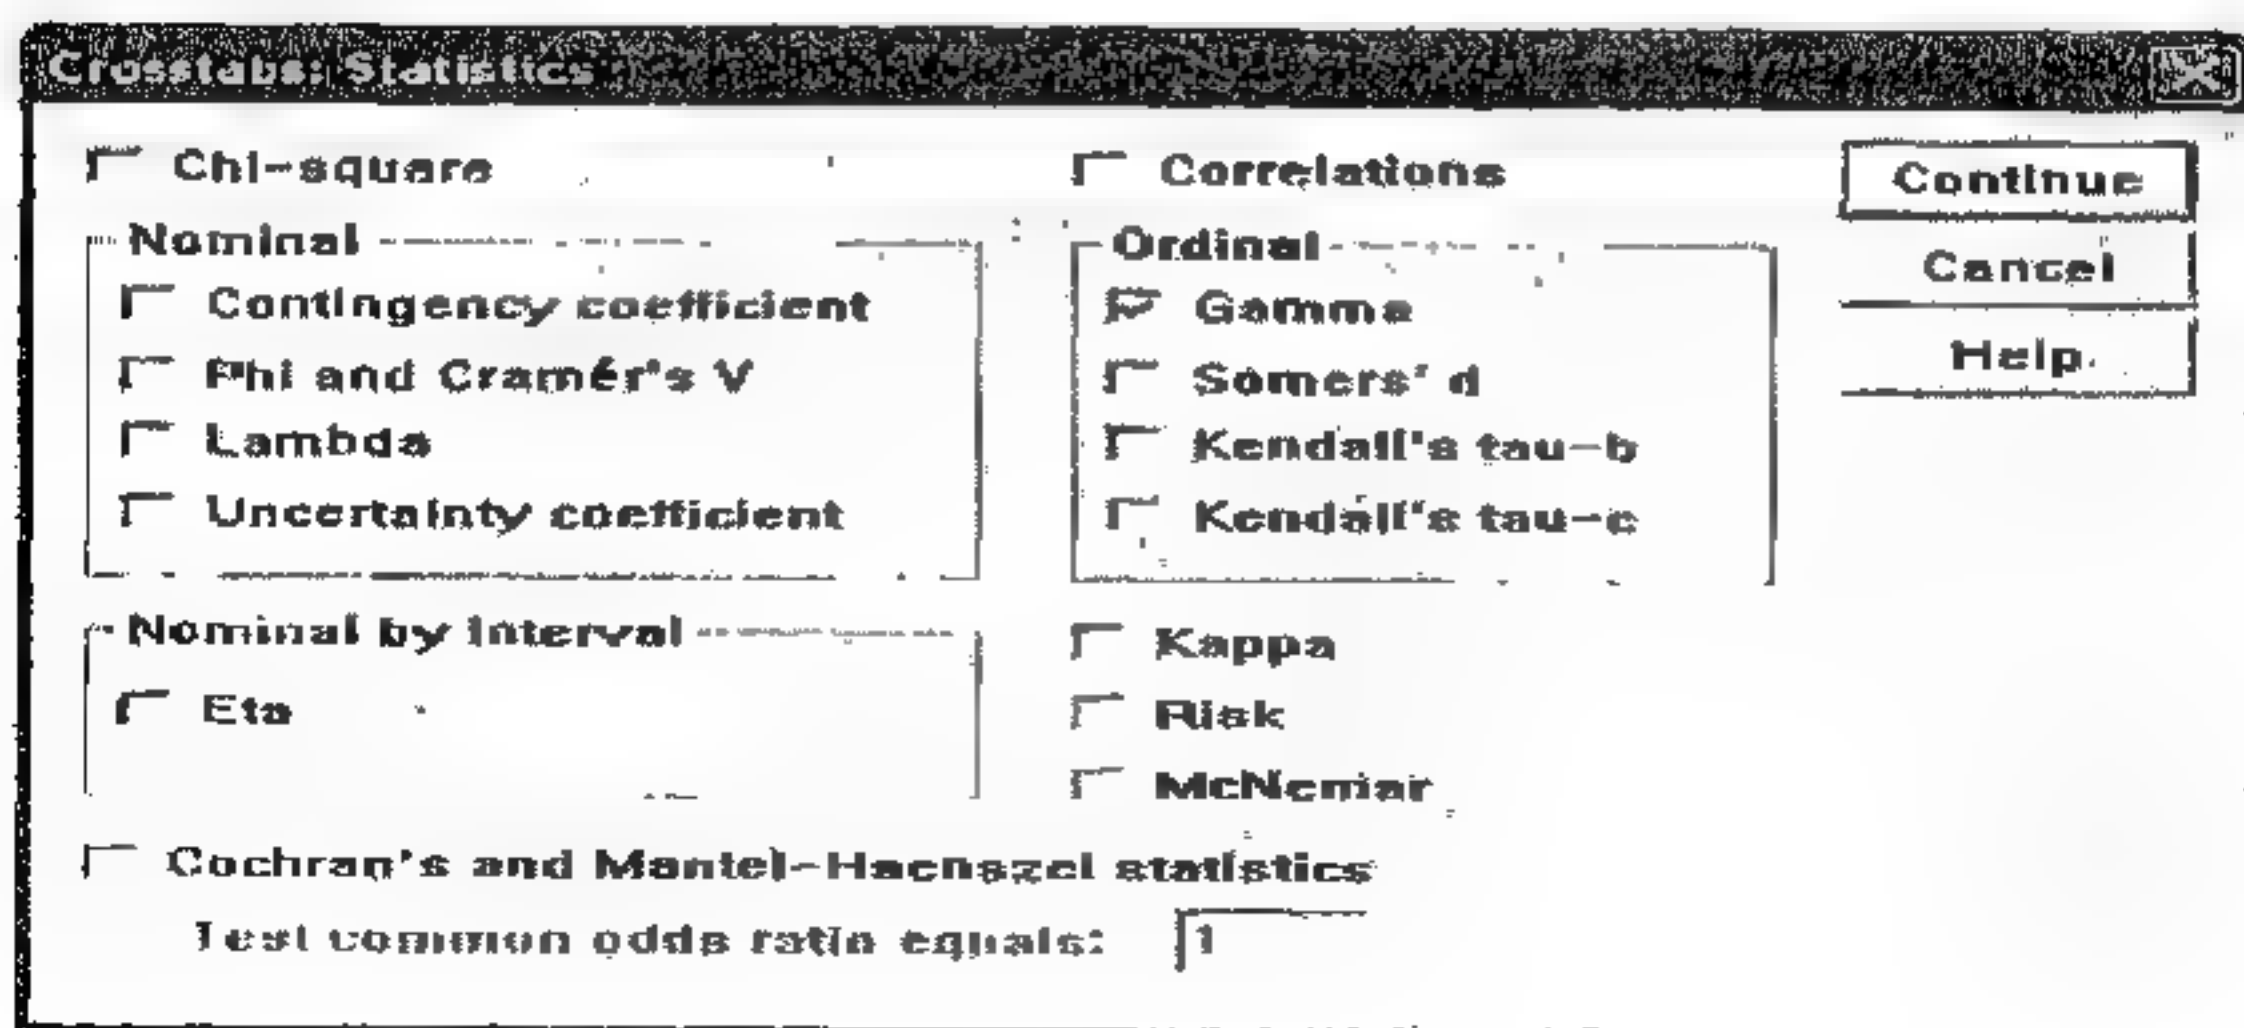 Crosstabs: Statistics
Chi-square
Correlations
Continue
Nominal
Ordinal
Cancel
Contingency coefficient
Gamma
Help
Phi and Cramér's V
Somers' d
Lambda
Kendall's tau-b
Uncertainty coefficient
Kendall's tau-c
Nominal by Interval
Kappa
Eta
Risk
McNemar
Cochran's and Mantel-Haenszel statistics
Test common odds ratio equals: 1